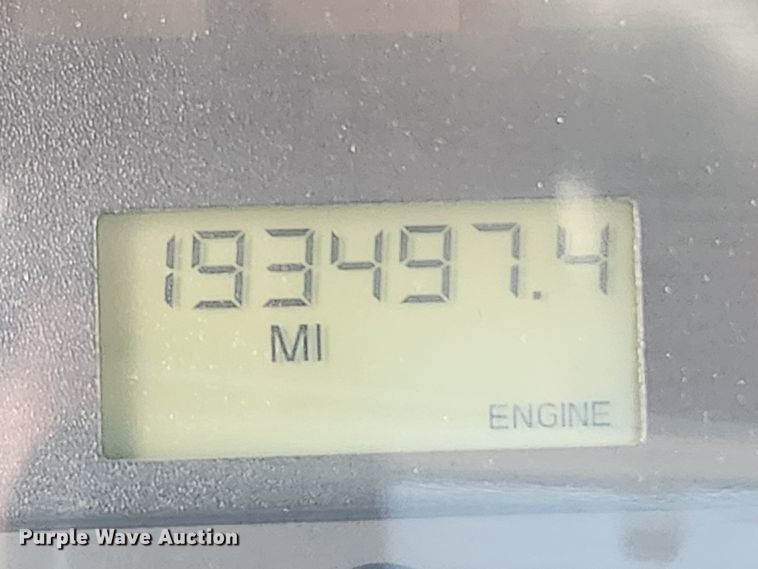 193497.4
MI
ENGINE
Purple Wave Auction